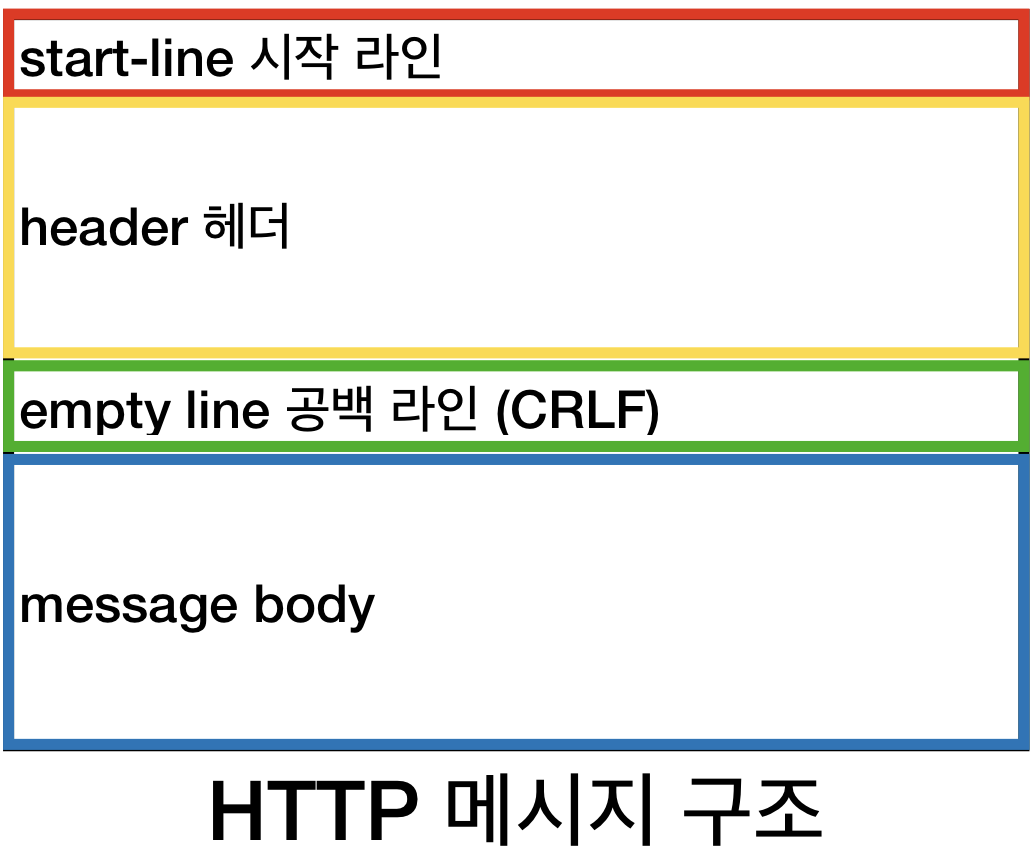 start-line 시작 라인
header 헤더
empty line 공백 라인 (CRLF)
message body
HTTP 메시지 구조